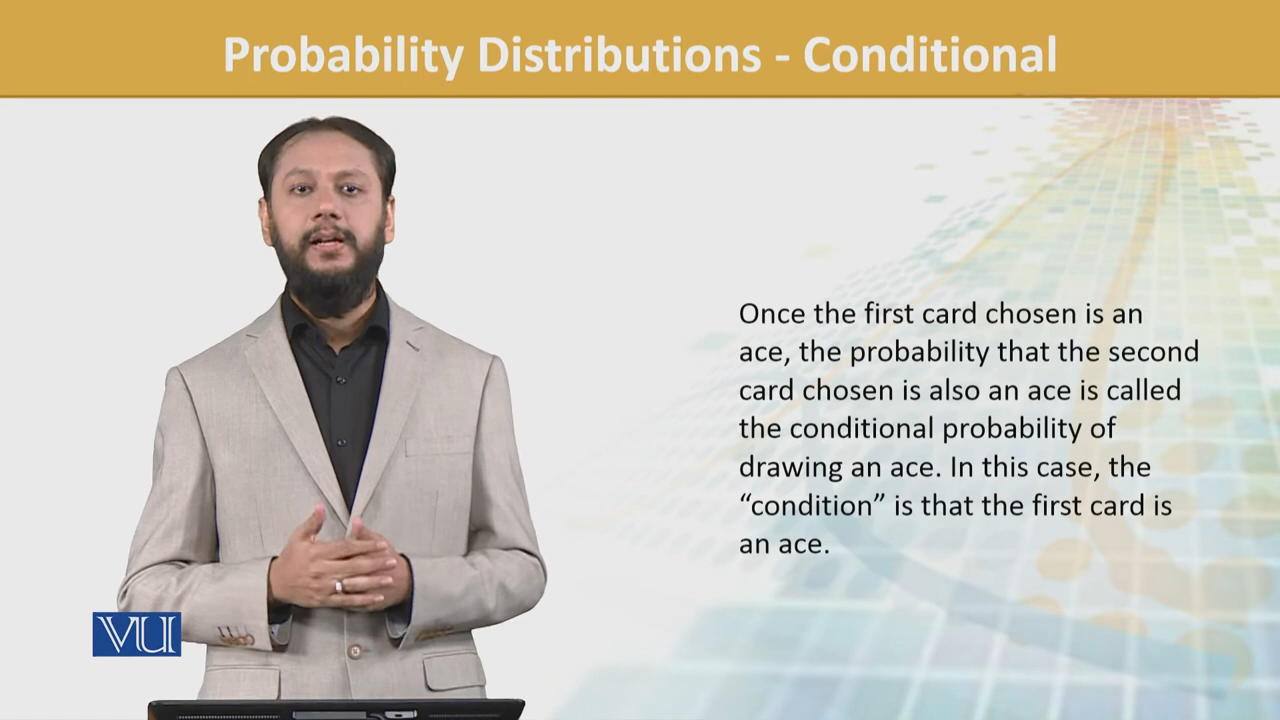 Probability Distributions - Conditional
Once the first card chosen is an
ace, the probability that the second
card chosen is also an ace is called
the conditional probability of
drawing an ace. In this case, the
“condition” is that the first card is
an ace.
VU